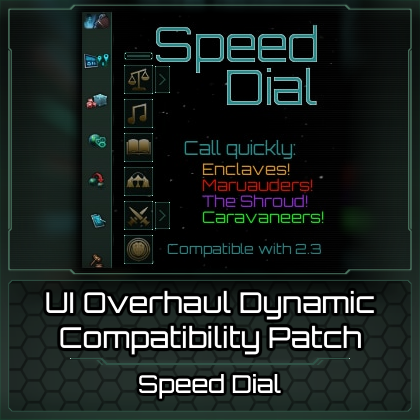 Speed
Dial
Call quickly:
Enclaves!
Maruauders!
The Shroud!
Caravaneers!
Compatible with 2.3
UI Overhaul Dynamic
Compatibility Patch
Speed Dial